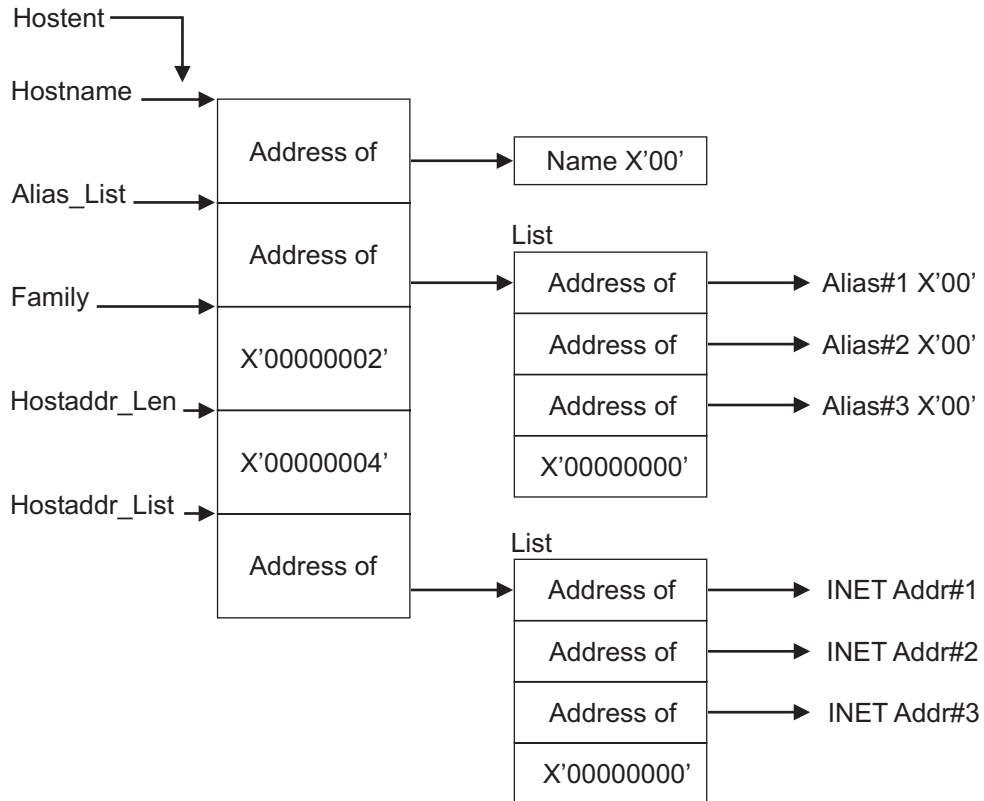 Hostent
Hostname
Address of
Name X’00’
Alias_List
List
Address of
Address of
Alias#1 X’00’
Family
Address of
Alias#2 X’00’
X’00000002’
Address of
Alias#3 X’00’
Hostaddr_Len
X’00000004’
X’00000000’
Hostaddr_List
List
Address of
Address of
INET Addr#1
Address of
INET Addr#2
Address of
INET Addr#3
X’00000000’